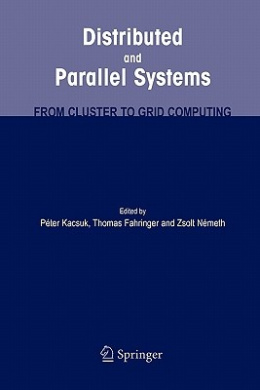 Distributed
and
Parallel Systems
FROM CLUSTER TO GRID COMPUTING
Edited by
Péter Kacsuk, Thomas Fahringer and Zsolt Németh
Springer